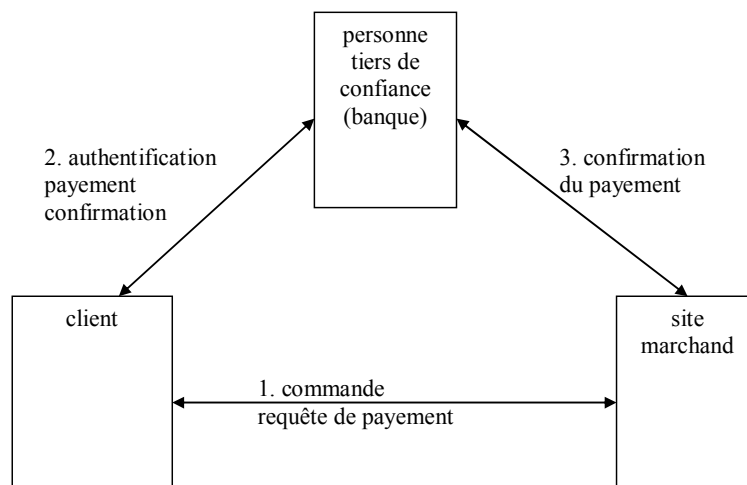 personne
tiers de
confiance
(banque)
2. authentification
payement
confirmation
3. confirmation
du payement
client
site
marchand
1. commande
requête de payement